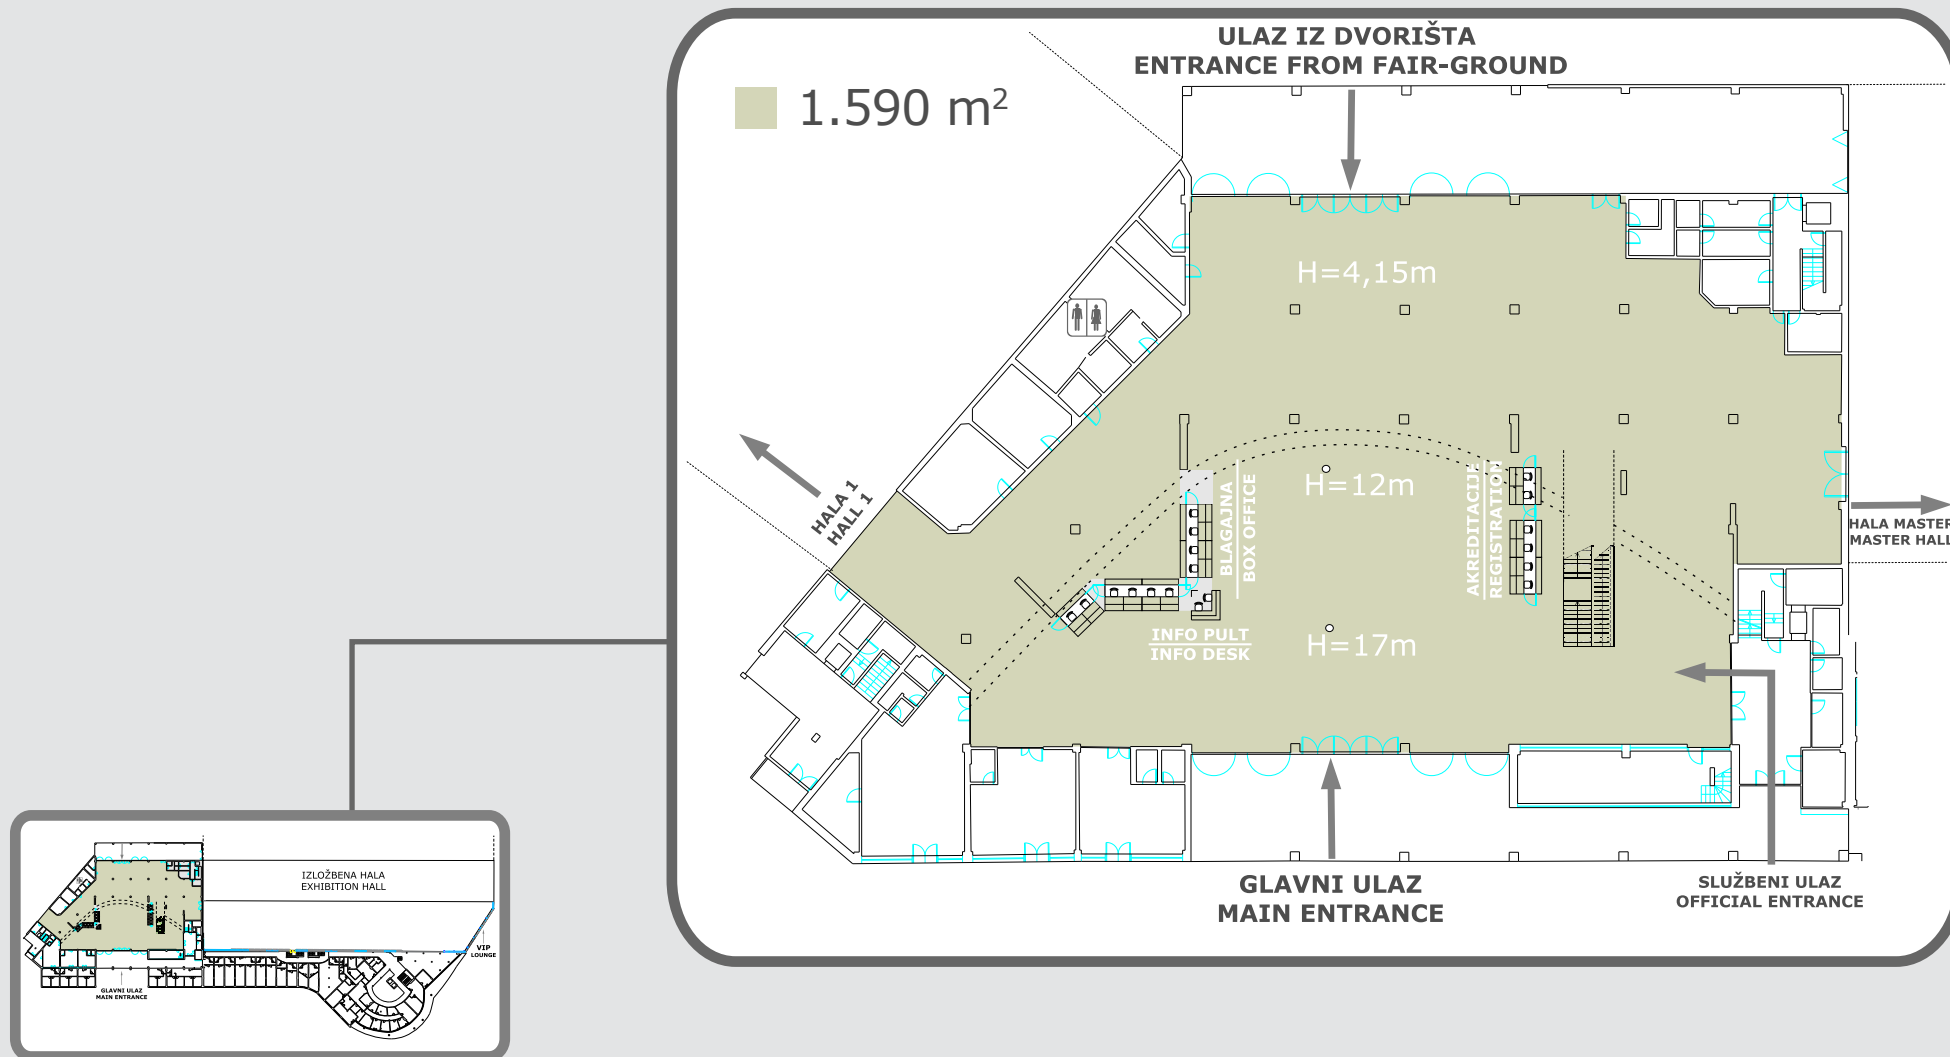 ULAZ IZ DVORIŠTA
ENTRANCE FROM FAIR-GROUND
1.590 m²
H=4,15m
HALA 1
HALL 1
BLAGAJNA
BOX OFFICE
H=12m
AKREDITACIJE
REGISTRATION
HALA MASTER
MASTER HALL
INFO PULT
INFO DESK
H=17m
GLAVNI ULAZ
MAIN ENTRANCE
SLUŽBENI ULAZ
OFFICIAL ENTRANCE
IZLOŽBENA HALA
EXHIBITION HALL
VIP
LOUNGE
GLAVNI ULAZ
MAIN ENTRANCE